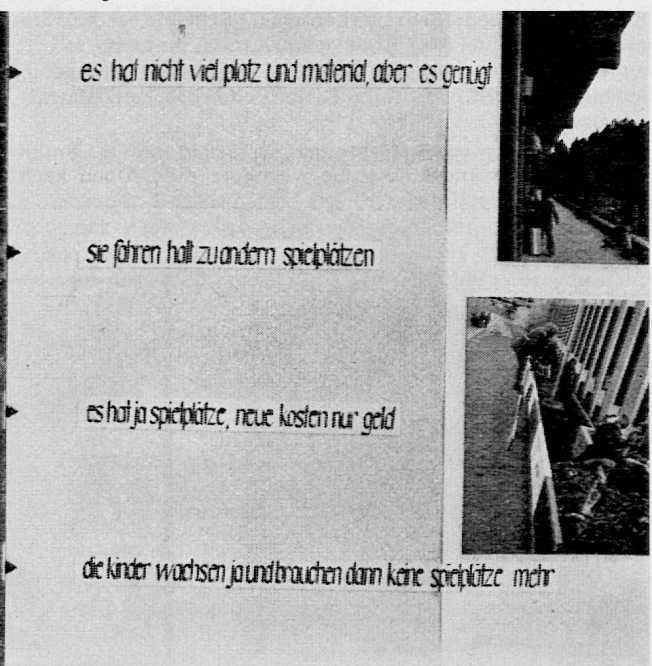 es hat nicht viel platz und material, aber es genügt
sie fahren halt zu andern spielplätzen
es hat ja spielplätze, neue kosten nur geld
die kinder wachsen ja und brauchen dann keine spielplätze mehr